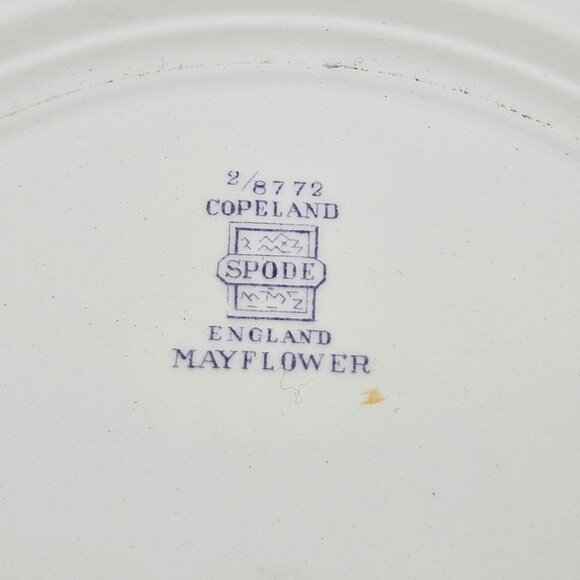 2/8772
COPELAND
SPODE
ENGLAND
MAYFLOWER